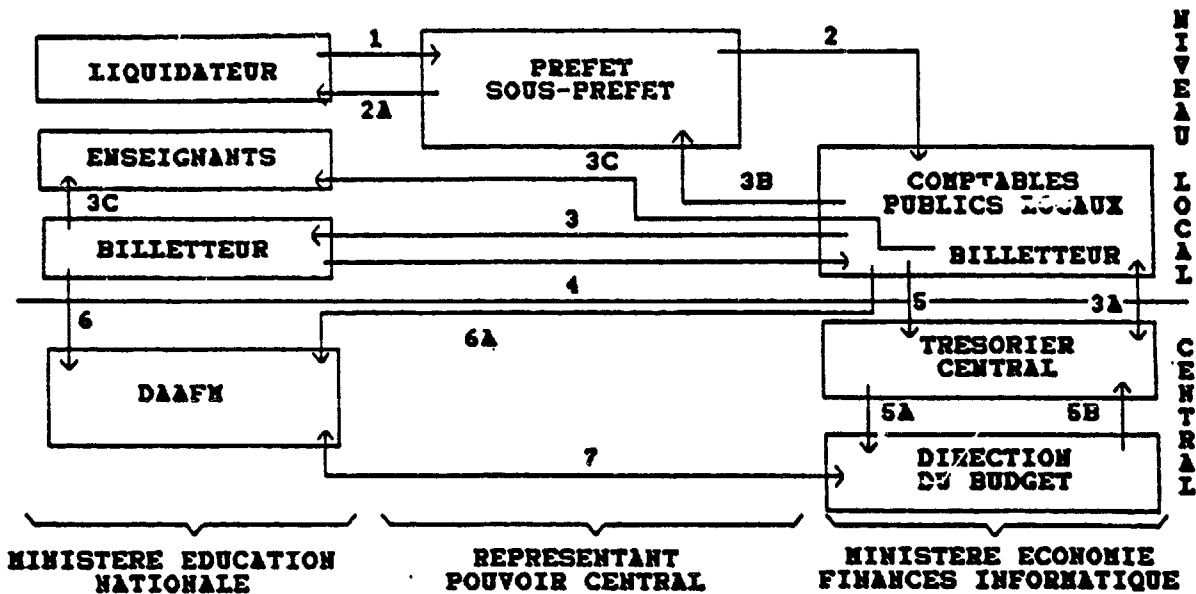 1
2
LIQUIDATEUR
PREFET
SOUS-PREFET
2A
ENSEIGNANTS
3C
3B
COMPTABLES
PUBLICS LOCAUX
3C
3
BILLETTEUR
BILLETTEUR
4
5
3A
6
6A
TRESORIER
CENTRAL
DAAFM
5A
5B
7
DIRECTION
DU BUDGET
NIVEAU LOCAL
CENTRAL
MINISTERE EDUCATION
NATIONALE
REPRESENTANT
POUVOIR CENTRAL
MINISTERE ECONOMIE
FINANCES INFORMATIQUE